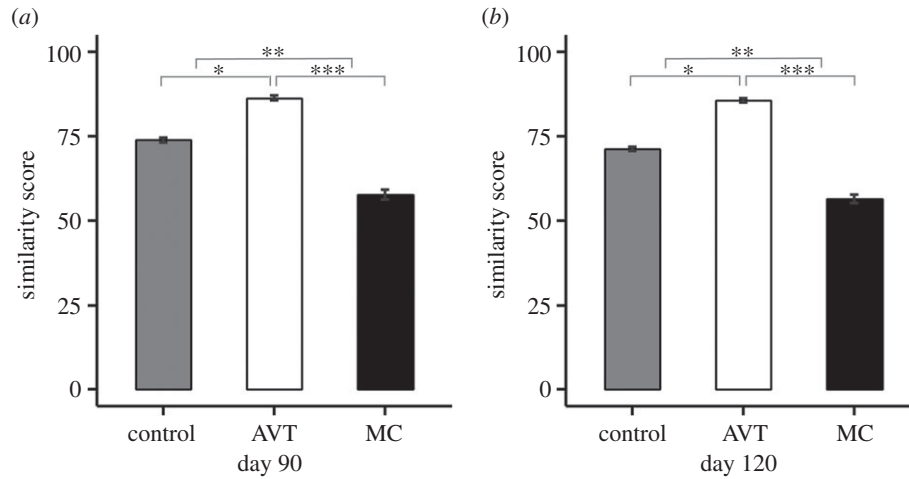 (a)
100
75
50
25
0
similarity score
**
* ***
control AVT MC
day 90
(b)
100
75
50
25
0
similarity score
**
* ***
control AVT MC
day 120